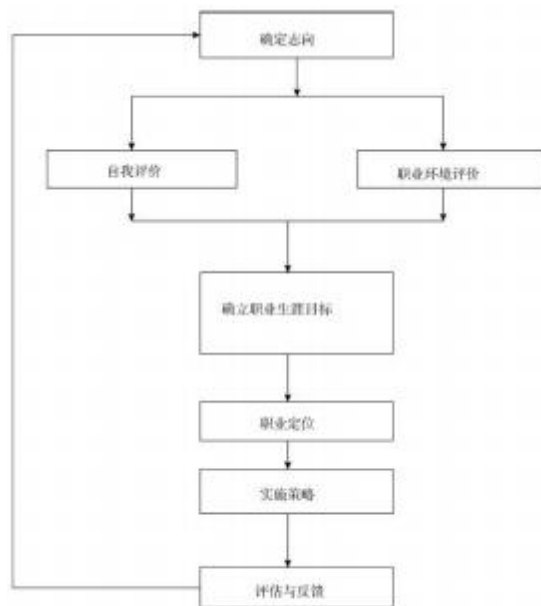 确定志向
自我评价
职业环境评价
确立职业生涯目标
职业定位
实施策略
评估与反馈